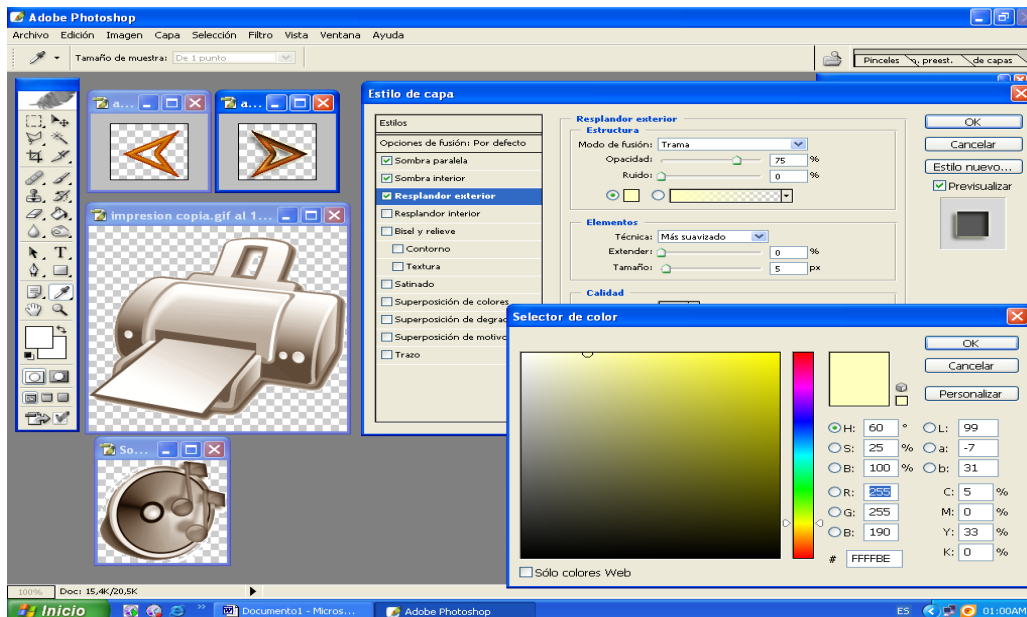 Adobe Photoshop
Archivo Edición Imagen Capa Selección Filtro Vista Ventana Ayuda
Tamaño de muestra: De 1 punto
Pinceles preest. de capas
a...
a...
impresion copia.gif al 1...
So...
Estilo de capa
Estilos
Opciones de fusión: Por defecto
Sombra paralela
Sombra interior
Resplandor exterior
Resplandor interior
Bisel y relieve
Contorno
Textura
Satinado
Superposición de colores
Superposición de degrad
Superposición de motivo
Trazo
Resplandor exterior
Estructura
Modo de fusión: Trama
Opacidad: 75 %
Ruido: 0 %
Elementos
Técnica: Más suavizado
Extender: 0 %
Tamaño: 5 px
Calidad
OK
Cancelar
Estilo nuevo...
Previsualizar
Selector de color
OK
Cancelar
Personalizar
H: 60 ° L: 99
S: 25 % a: -7
B: 100 % b: 31
R: 255 C: 5 %
G: 255 M: 0 %
B: 190 Y: 33 %
# FFFFBE K: 0 %
Sólo colores Web
100% Doc: 15,4K/20,5K
Inicio Documento1 - Micros... Adobe Photoshop ES 01:00AM